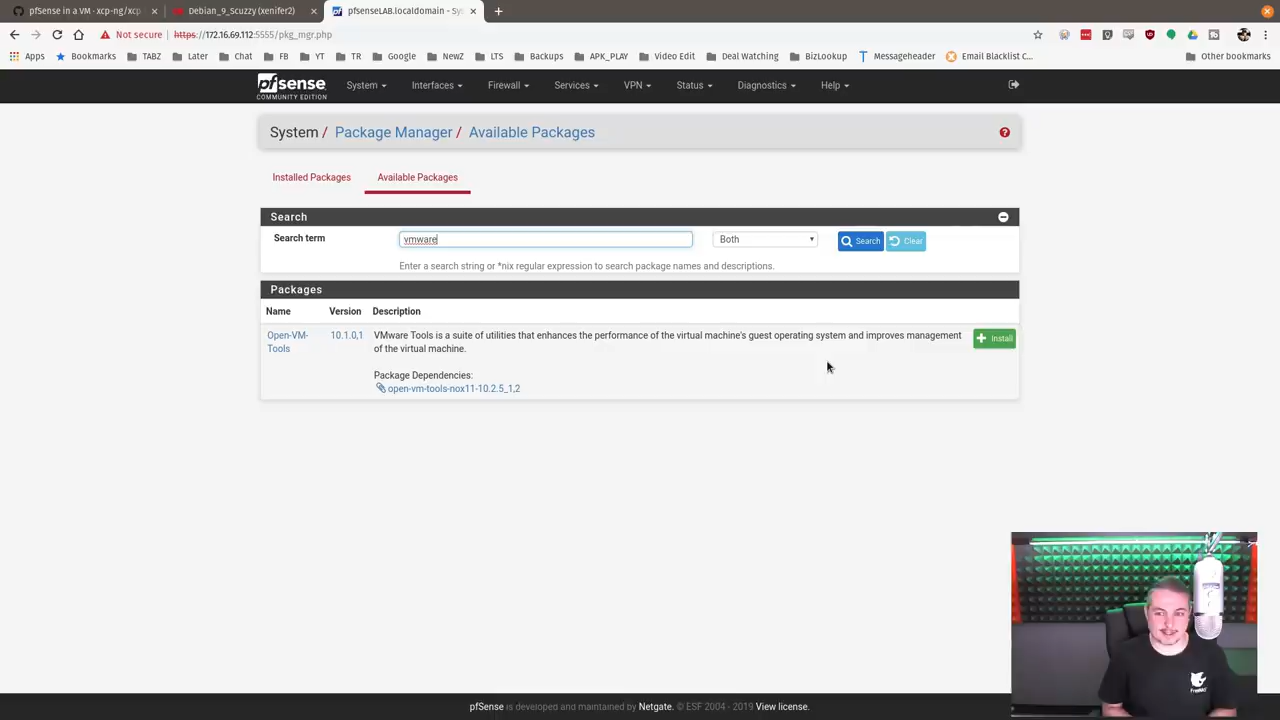 pfSense in a VM · xcp-ng/xcp
Debian_9_Scuzzy (xenifer2)
pfsenseLAB.localdomain - Sy
Not secure
https://172.16.69.112:5555/pkg_mgr.php
Apps
Bookmarks
TABZ
Later
Chat
FB
YT
TR
Google
NewZ
LTS
Backups
APK_PLAY
Video Edit
Deal Watching
BizLookup
Messageheader
Email Blacklist C...
Other bookmarks
pfsense
COMMUNITY EDITION
System
Interfaces
Firewall
Services
VPN
Status
Diagnostics
Help
System / Package Manager / Available Packages
Installed Packages
Available Packages
Search
Search term
vmware
Both
Search
Clear
Enter a search string or *nix regular expression to search package names and descriptions.
Packages
Name Version Description
Open-VM-
Tools
10.1.0,1
VMware Tools is a suite of utilities that enhances the performance of the virtual machine's guest operating system and improves management
of the virtual machine.
Install
Package Dependencies:
open-vm-tools-nox11-10.2.5_1,2
pfSense is developed and maintained by Netgate. © ESF 2004 - 2019 View license.